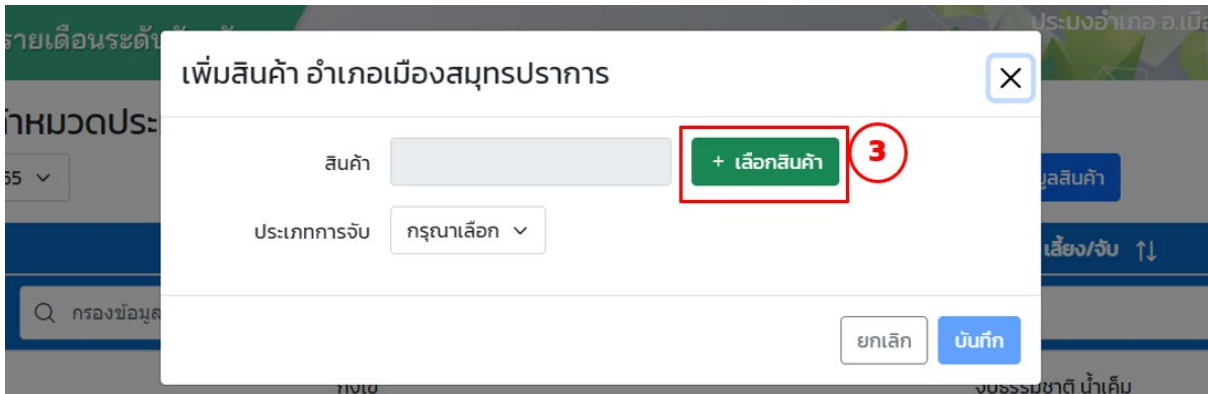 ประมงอำเภอ อ.เมือ
รายเดือนระดับ
เพิ่มสินค้า อำเภอเมืองสมุทรปราการ
้าหมวดประ
สินค้า
+ เลือกสินค้า
3
65
มูลสินค้า
ประเภทการจับ
กรุณาเลือก
เลี้ยง/จับ
กรองข้อมูล
ยกเลิก
บันทึก
จับธรรมชาติ น้ำเค็ม